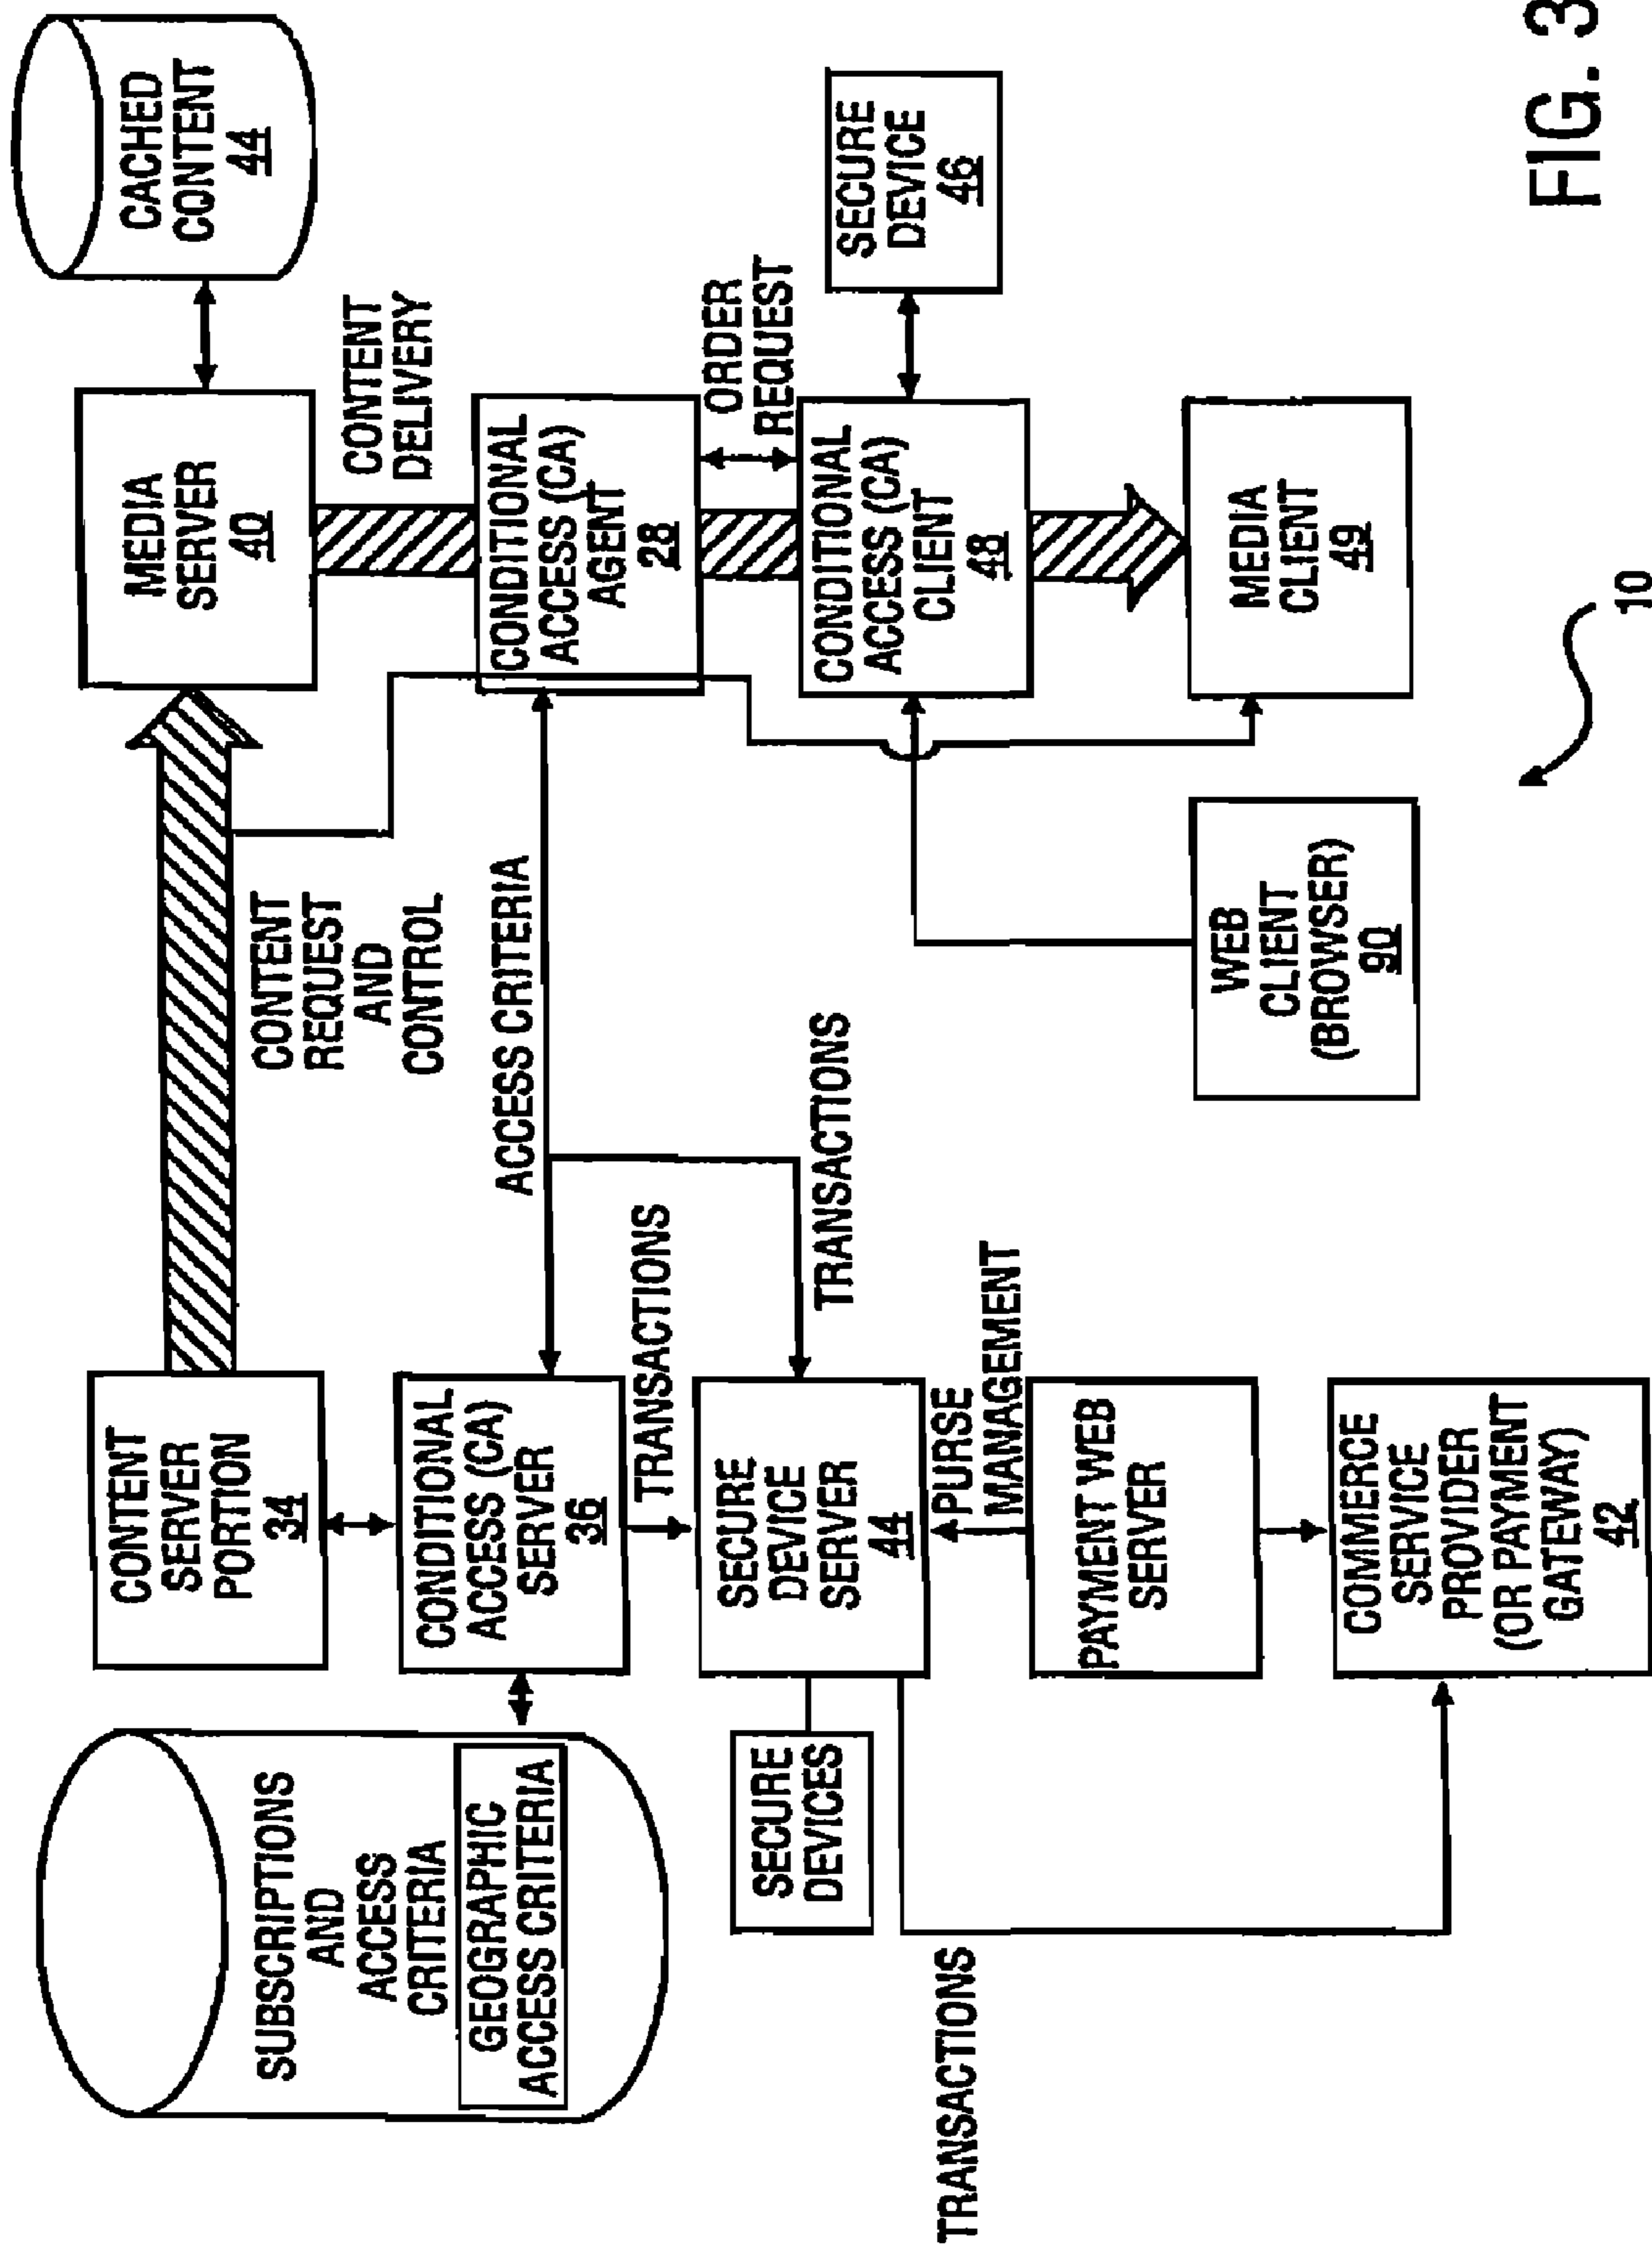 SUBSCRIPTIONS
AND
ACCESS
CRITERIA
GEOGRAPHIC
ACCESS CRITERIA
CONTENT
SERVER
PORTION
34
CONTENT
REQUEST
AND
CONTROL
MEDIA
SERVER
40
CACHED
CONTENT
44
CONTENT
DELIVERY
CONDITIONAL
ACCESS (CA)
SERVER
36
ACCESS CRITERIA
CONDITIONAL
ACCESS (CA)
AGENT
28
TRANSACTIONS
ORDER
REQUEST
SECURE
DEVICES
SECURE
DEVICE
SERVER
44
TRANSACTIONS
CONDITIONAL
ACCESS (CA)
CLIENT
48
SECURE
DEVICE
46
TRANSACTIONS
PURSE
MANAGEMENT
PAYMENT WEB
SERVER
WEB
CLIENT
(BROWSER)
90
MEDIA
CLIENT
49
COMMERCE
SERVICE
PROVIDER
(OR PAYMENT
GATEWAY)
42
10
FIG. 3